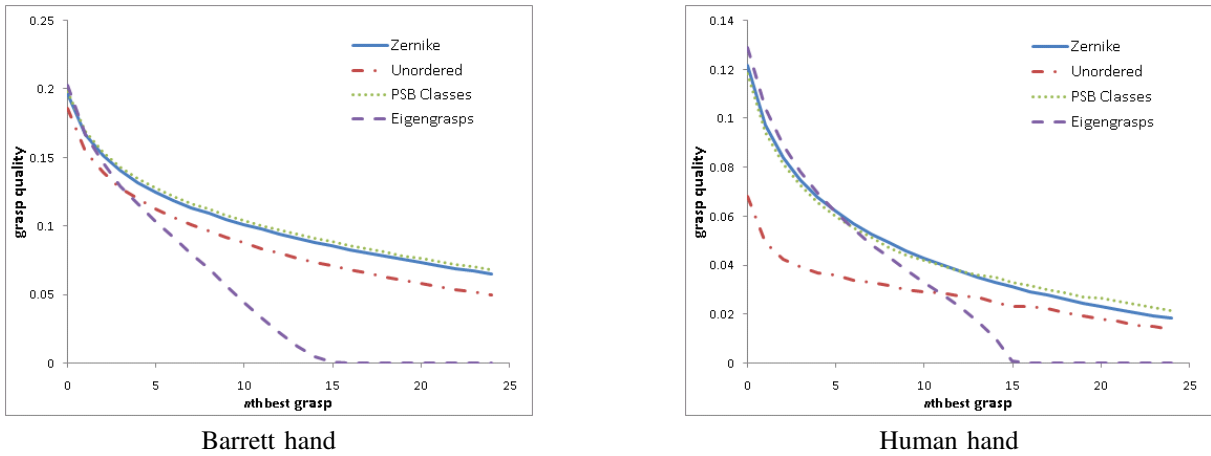 0.25
0.2
0.15
0.1
0.05
0
grasp quality
0 5 10 15 20 25
nth best grasp
Zernike
Unordered
PSB Classes
Eigengrasps
Barrett hand
0.14
0.12
0.1
0.08
0.06
0.04
0.02
0
grasp quality
0 5 10 15 20 25
nth best grasp
Zernike
Unordered
PSB Classes
Eigengrasps
Human hand